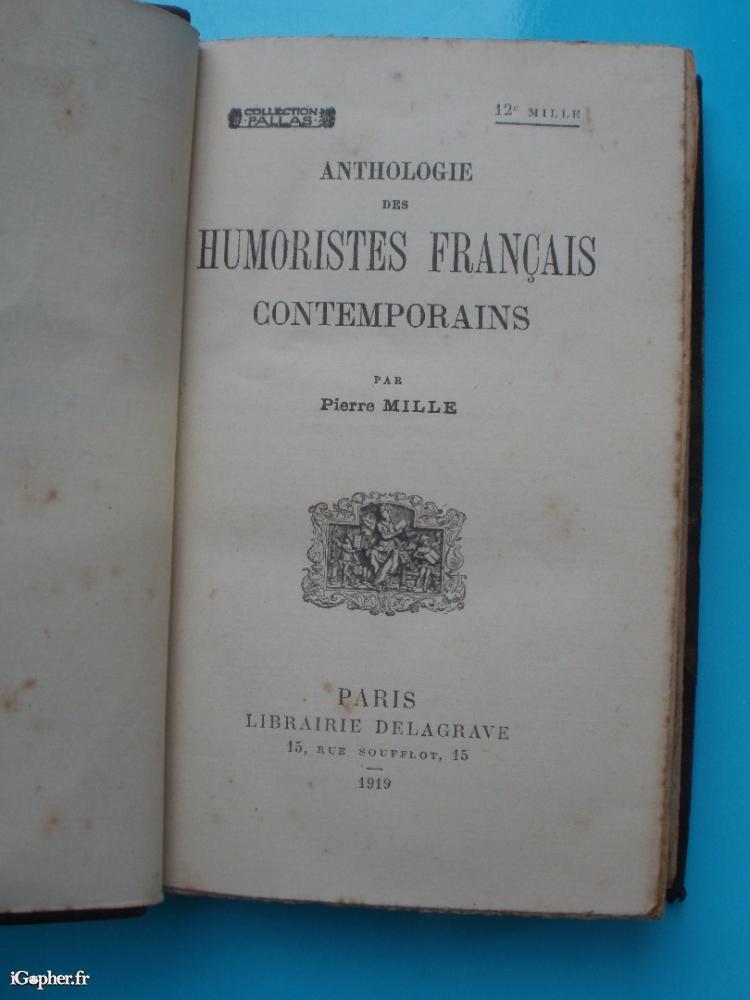 COLLECTION
PALLAS
12e MILLE
ANTHOLOGIE
DES
HUMORISTES FRANÇAIS
CONTEMPORAINS
PAR
Pierre MILLE
PARIS
LIBRAIRIE DELAGRAVE
15, RUE SOUFFLOT, 15
1919
iGopher.fr